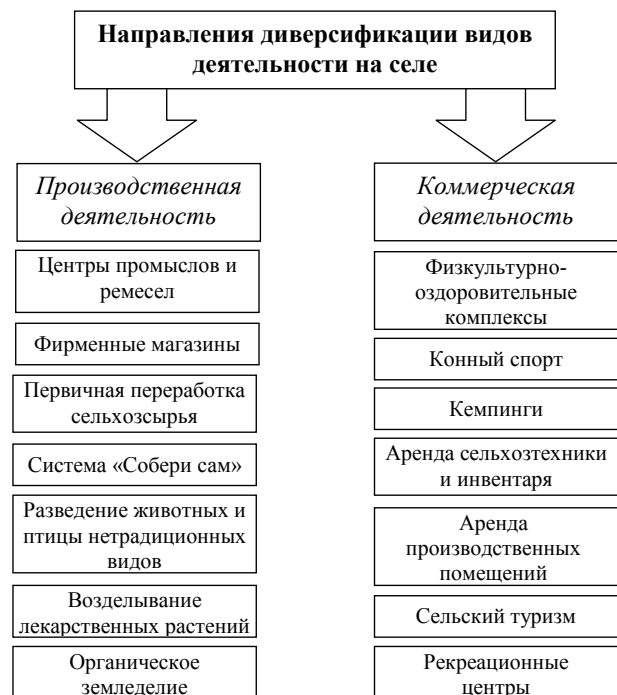 Направления диверсификации видов
деятельности на селе
Производственная
деятельность
Центры промыслов и
ремесел
Фирменные магазины
Первичная переработка
сельхозсырья
Система «Собери сам»
Разведение животных и
птицы нетрадиционных
видов
Возделывание
лекарственных растений
Органическое
земледелие
Коммерческая
деятельность
Физкультурно-
оздоровительные
комплексы
Конный спорт
Кемпинги
Аренда сельхозтехники
и инвентаря
Аренда
производственных
помещений
Сельский туризм
Рекреационные
центры